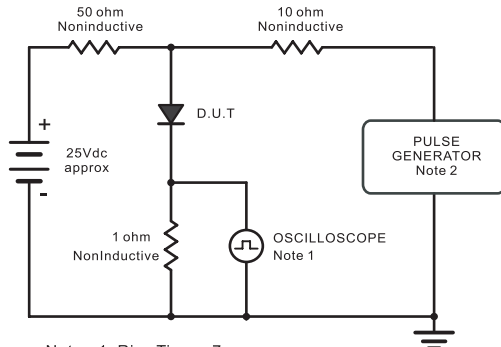 50 ohm
Noninductive
10 ohm
Noninductive
D.U.T
+
25Vdc
approx
-
PULSE
GENERATOR
Note 2
1 ohm
NonInductive
OSCILLOSCOPE
Note 1